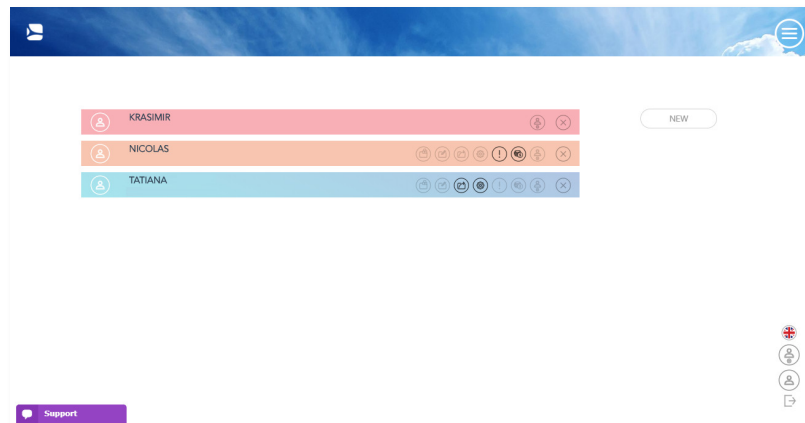 KRASIMIR
NEW
NICOLAS
TATIANA
Support